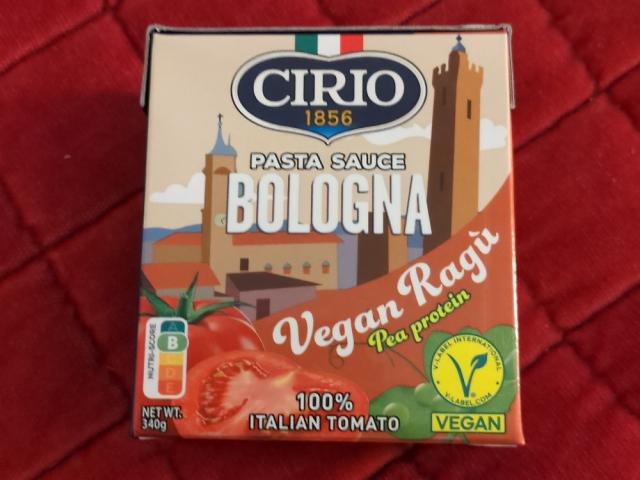 CIRIO
1856
PASTA SAUCE
BOLOGNA
Vegan Ragù
Pea protein
NUTRI-SCORE
A
B
C
D
E
V-LABEL INTERNATIONAL
V-LABEL.COM
VEGAN
100%
ITALIAN TOMATO
NET WT.
340g